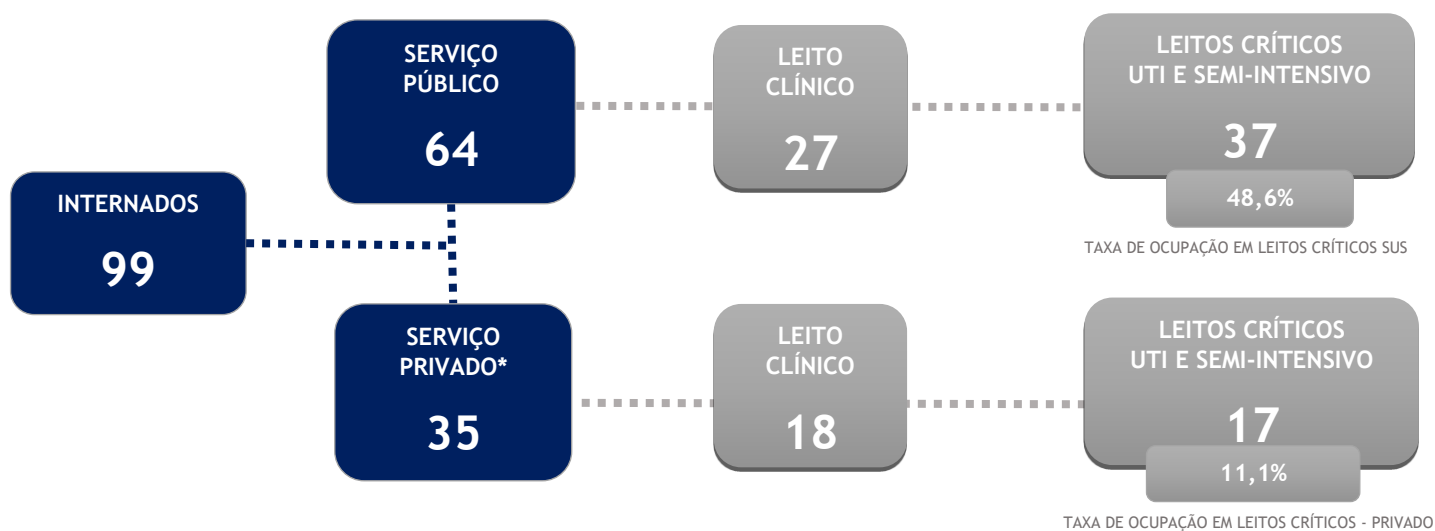 INTERNADOS
99
SERVIÇO
PÚBLICO
64
LEITO
CLÍNICO
27
LEITOS CRÍTICOS
UTI E SEMI-INTENSIVO
37
48,6%
TAXA DE OCUPAÇÃO EM LEITOS CRÍTICOS SUS
SERVIÇO
PRIVADO*
35
LEITO
CLÍNICO
18
LEITOS CRÍTICOS
UTI E SEMI-INTENSIVO
17
11,1%
TAXA DE OCUPAÇÃO EM LEITOS CRÍTICOS - PRIVADO